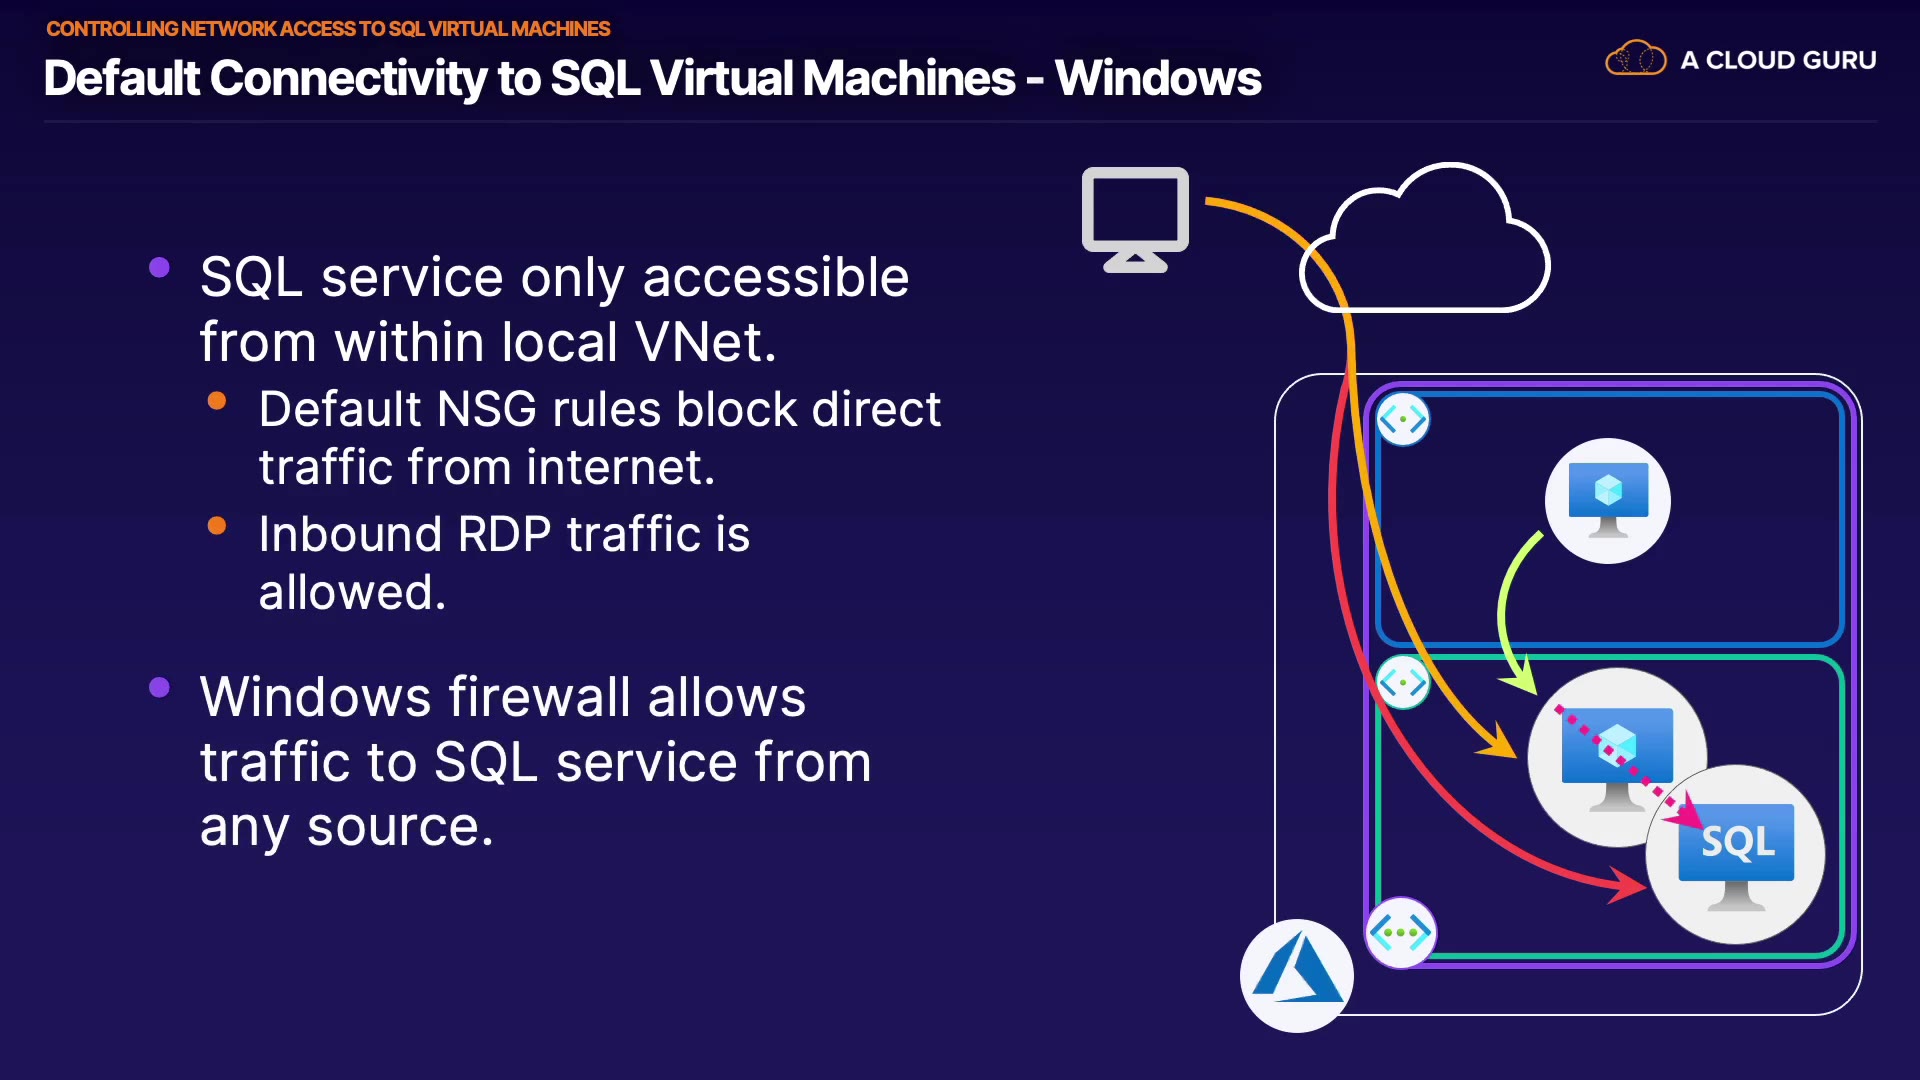 CONTROLLING NETWORK ACCESS TO SQL VIRTUAL MACHINES
Default Connectivity to SQL Virtual Machines - Windows
A CLOUD GURU
SQL service only accessible
from within local VNet.
Default NSG rules block direct
traffic from internet.
Inbound RDP traffic is
allowed.
Windows firewall allows
traffic to SQL service from
any source.
SQL